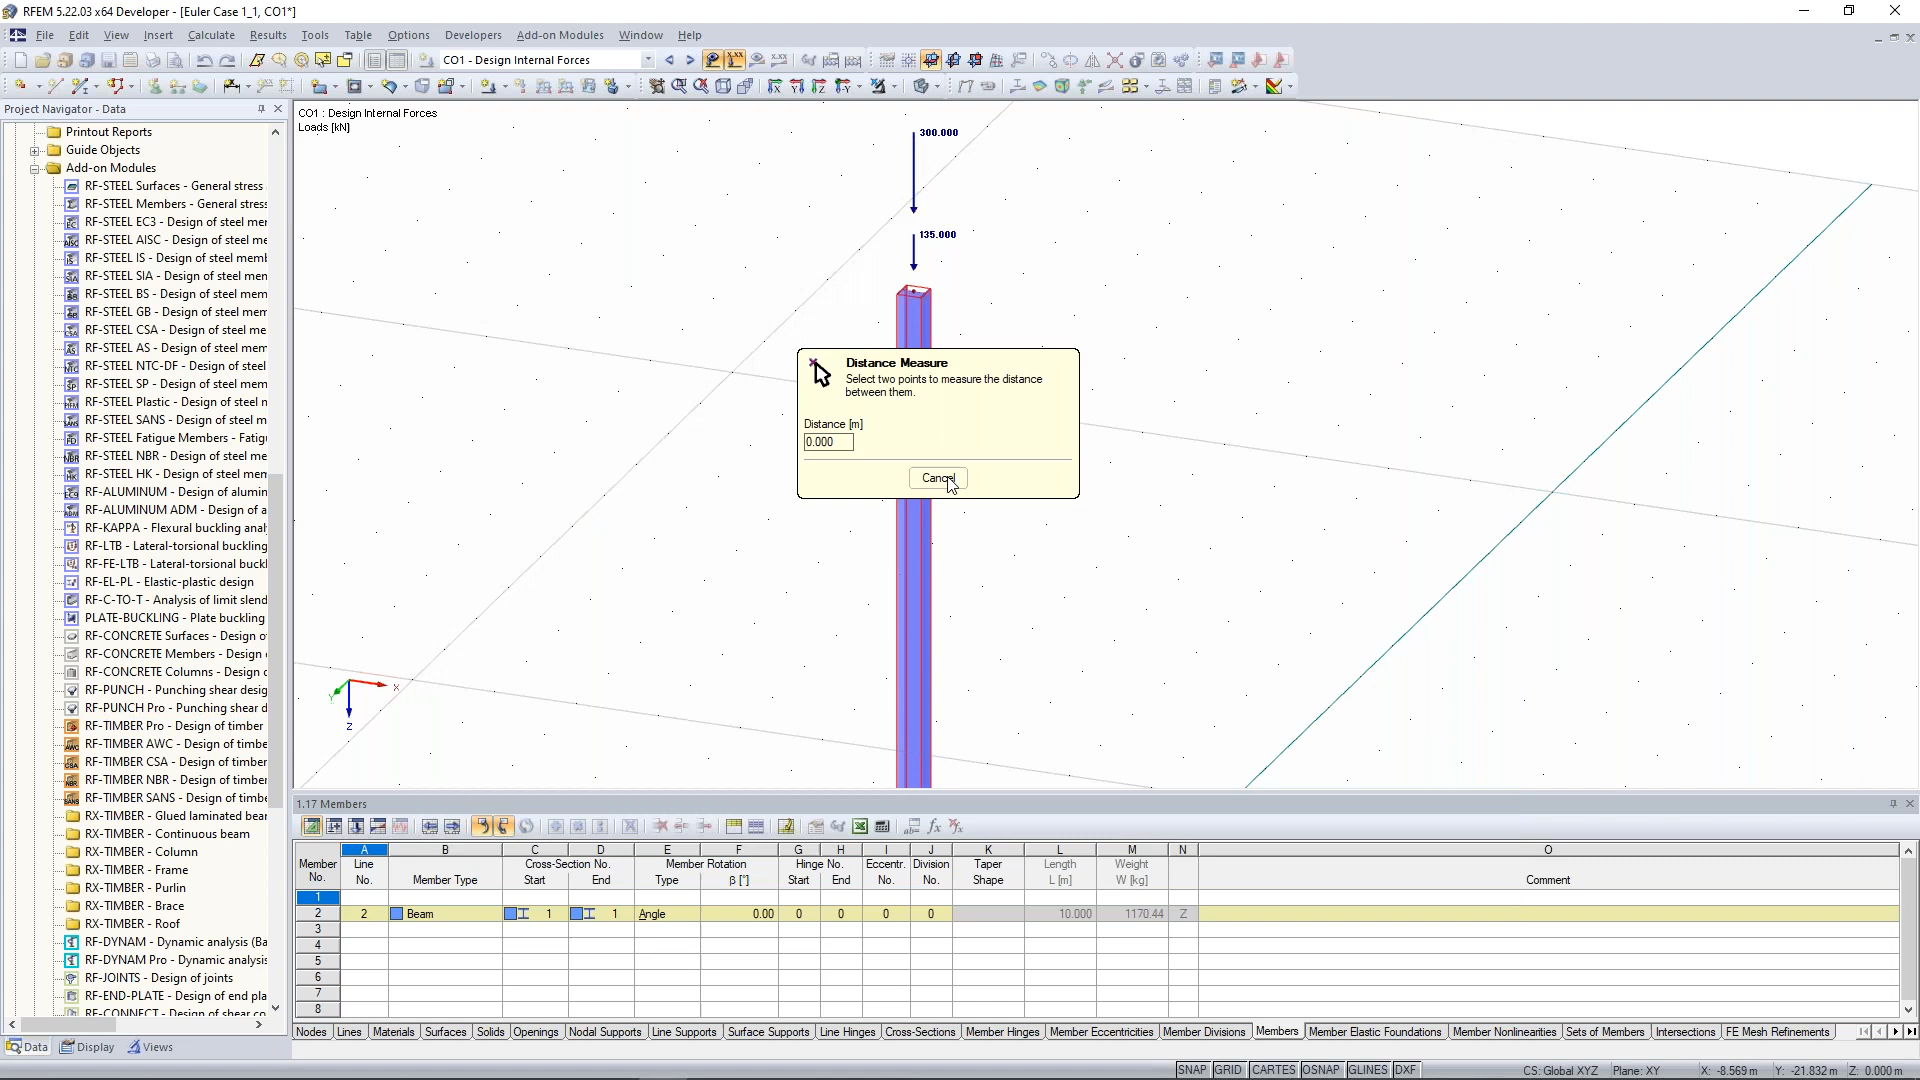 RFEM 5.22.03 x64 Developer - [Euler Case 1_1, CO1*]
File Edit View Insert Calculate Results Tools Table Options Developers Add-on Modules Window Help
CO1 - Design Internal Forces
Project Navigator - Data
Printout Reports
Guide Objects
Add-on Modules
RF-STEEL Surfaces - General stress
RF-STEEL Members - General stress
RF-STEEL EC3 - Design of steel mer
RF-STEEL AISC - Design of steel me
RF-STEEL IS - Design of steel memb
RF-STEEL SIA - Design of steel mem
RF-STEEL BS - Design of steel mem
RF-STEEL GB - Design of steel mem
RF-STEEL CSA - Design of steel me
RF-STEEL AS - Design of steel mem
RF-STEEL NTC-DF - Design of steel
RF-STEEL SP - Design of steel mem
RF-STEEL Plastic - Design of steel m
RF-STEEL SANS - Design of steel m
RF-STEEL Fatigue Members - Fatigu
RF-STEEL NBR - Design of steel me
RF-STEEL HK - Design of steel mem
RF-ALUMINUM - Design of alumin
RF-ALUMINUM ADM - Design of a
RF-KAPPA - Flexural buckling anal
RF-LTB - Lateral-torsional buckling
RF-FE-LTB - Lateral-torsional buckl
RF-EL-PL - Elastic-plastic design
RF-C-TO-T - Analysis of limit slend
PLATE-BUCKLING - Plate buckling
RF-CONCRETE Surfaces - Design o
RF-CONCRETE Members - Design o
RF-CONCRETE Columns - Design o
RF-PUNCH - Punching shear desig
RF-PUNCH Pro - Punching shear d
RF-TIMBER Pro - Design of timber
RF-TIMBER AWC - Design of timbe
RF-TIMBER CSA - Design of timber
RF-TIMBER NBR - Design of timber
RF-TIMBER SANS - Design of timbe
RX-TIMBER - Glued laminated bear
RX-TIMBER - Continuous beam
RX-TIMBER - Column
RX-TIMBER - Frame
RX-TIMBER - Purlin
RX-TIMBER - Brace
RX-TIMBER - Roof
RF-DYNAM - Dynamic analysis (Ba
RF-DYNAM Pro - Dynamic analysis
RF-JOINTS - Design of joints
RF-END-PLATE - Design of end pla
RF-CONNECT - Design of shear co
Data Display Views
CO1 : Design Internal Forces
Loads [kN]
300.000
135.000
Distance Measure
Select two points to measure the distance
between them.
Distance [m]
0.000
Cancel
X
Y
Z
1.17 Members
A B C D E F G H I J K L M N O
Member Line Cross-Section No. Member Rotation Hinge No. Eccentr. Division Taper Length Weight
No. No. Member Type Start End Type β [°] Start End No. No. Shape L [m] W [kg] Comment
1
2 2 Beam 1 1 Angle 0.00 0 0 0 0 10.000 1170.44 Z
3
4
5
6
7
8
Nodes Lines Materials Surfaces Solids Openings Nodal Supports Line Supports Surface Supports Line Hinges Cross-Sections Member Hinges Member Eccentricities Member Divisions Members Member Elastic Foundations Member Nonlinearities Sets of Members Intersections FE Mesh Refinements
SNAP GRID CARTES OSNAP GLINES DXF CS: Global XYZ Plane: XY X: -8.569 m Y: -21.832 m Z: 0.000 m